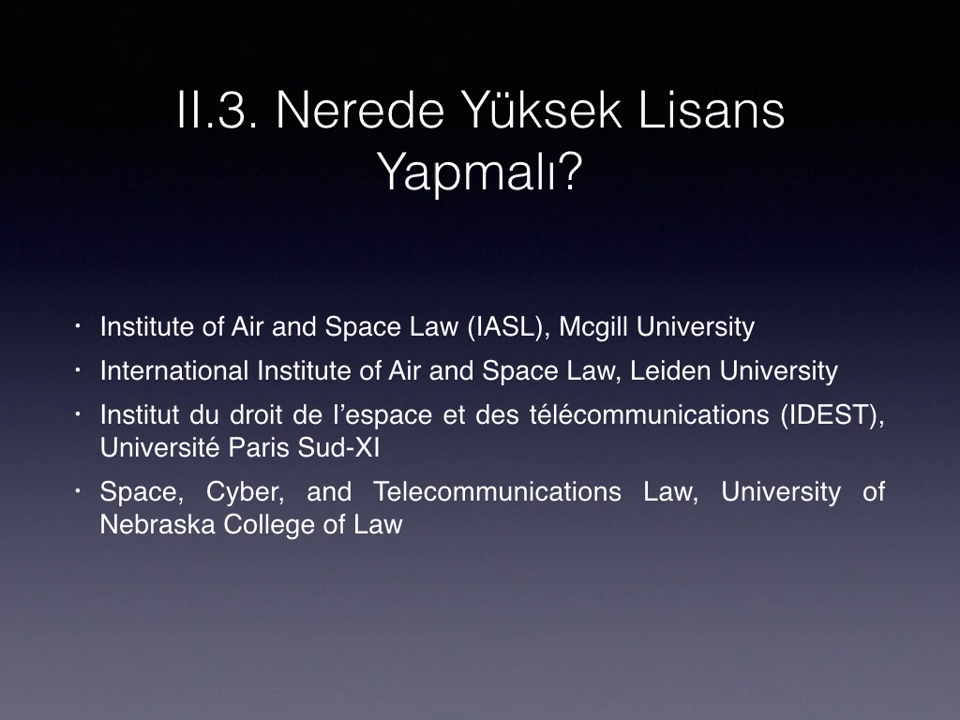 II.3. Nerede Yüksek Lisans
Yapmalı?
• Institute of Air and Space Law (IASL), Mcgill University
• International Institute of Air and Space Law, Leiden University
• Institut du droit de l’espace et des télécommunications (IDEST),
Université Paris Sud-XI
• Space, Cyber, and Telecommunications Law, University of
Nebraska College of Law